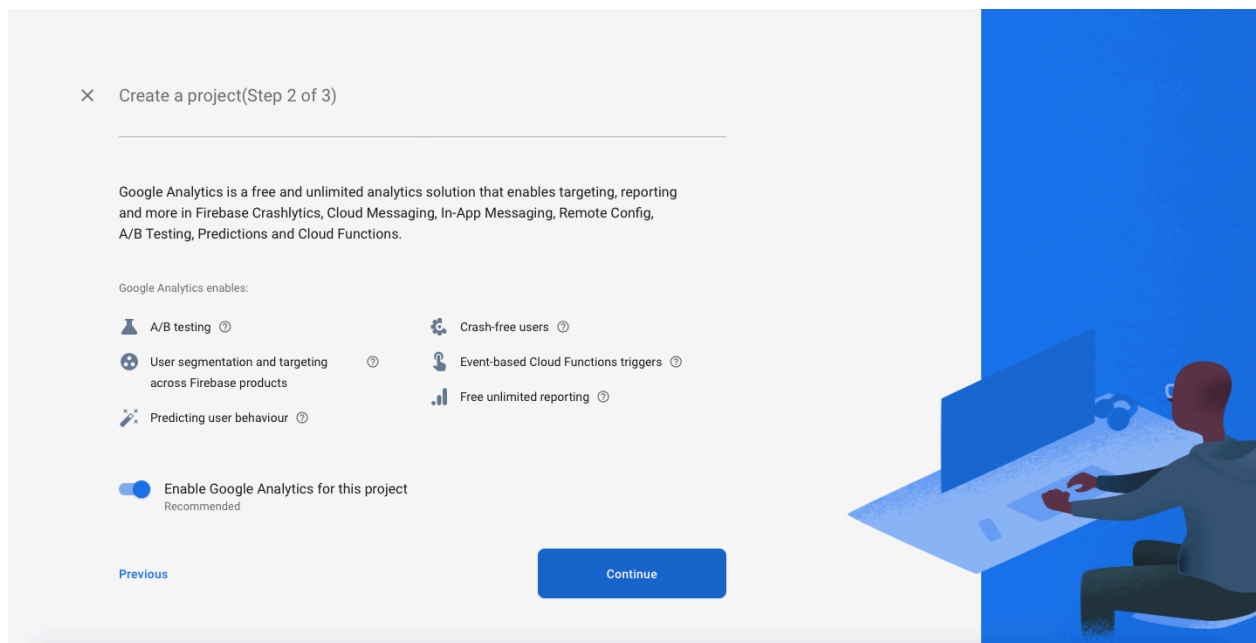 Create a project(Step 2 of 3)
Google Analytics is a free and unlimited analytics solution that enables targeting, reporting
and more in Firebase Crashlytics, Cloud Messaging, In-App Messaging, Remote Config,
A/B Testing, Predictions and Cloud Functions.
Google Analytics enables:
A/B testing
User segmentation and targeting
across Firebase products
Predicting user behaviour
Crash-free users
Event-based Cloud Functions triggers
Free unlimited reporting
Enable Google Analytics for this project
Recommended
Previous
Continue